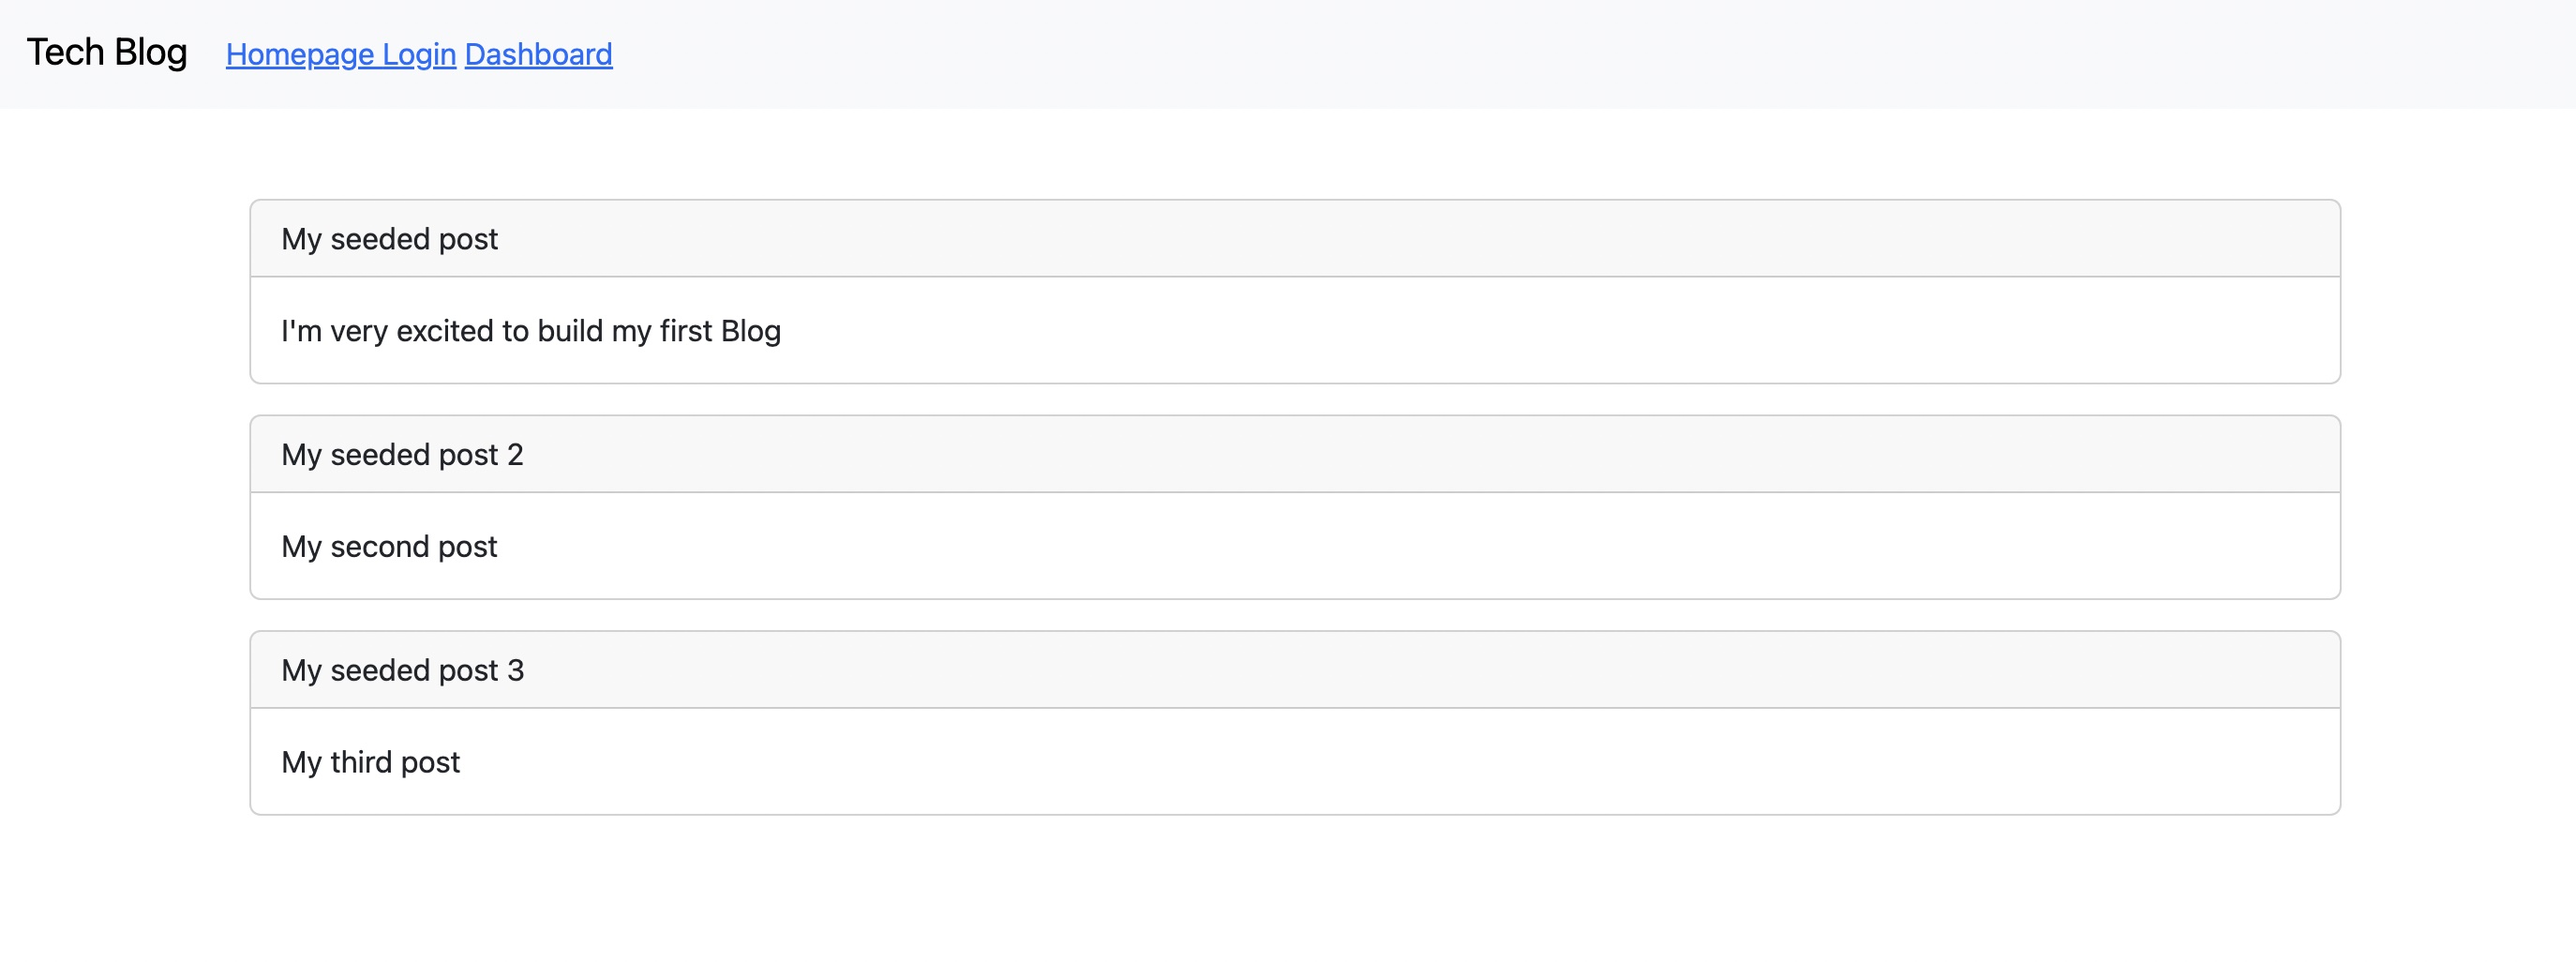 Tech Blog Homepage Login Dashboard
My seeded post
I'm very excited to build my first Blog
My seeded post 2
My second post
My seeded post 3
My third post